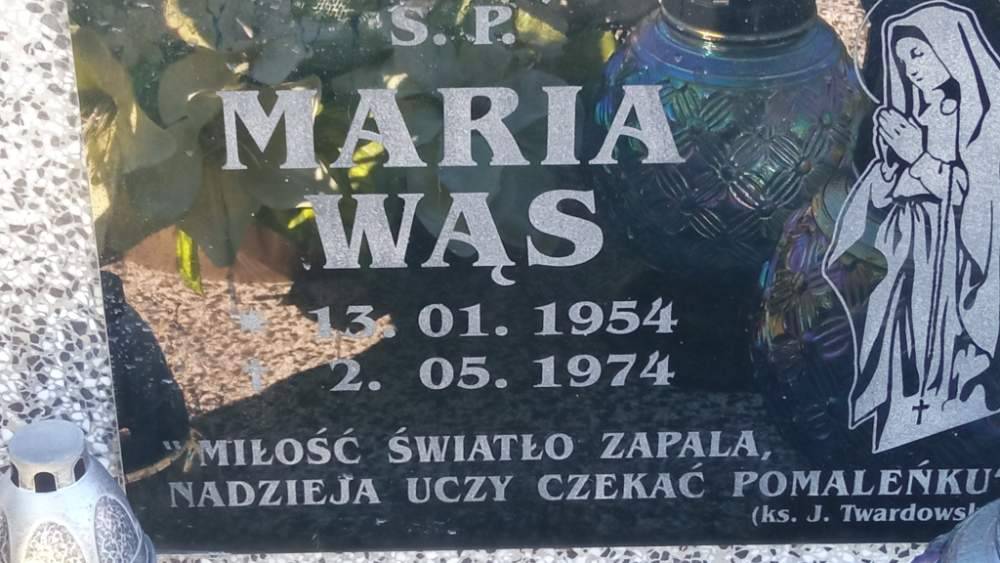 Ś. P.
MARIA
WĄS
* 13. 01. 1954
† 2. 05. 1974
"MIŁOŚĆ ŚWIATŁO ZAPALA,
NADZIEJA UCZY CZEKAĆ POMALEŃKU"
(ks. J. Twardowsk